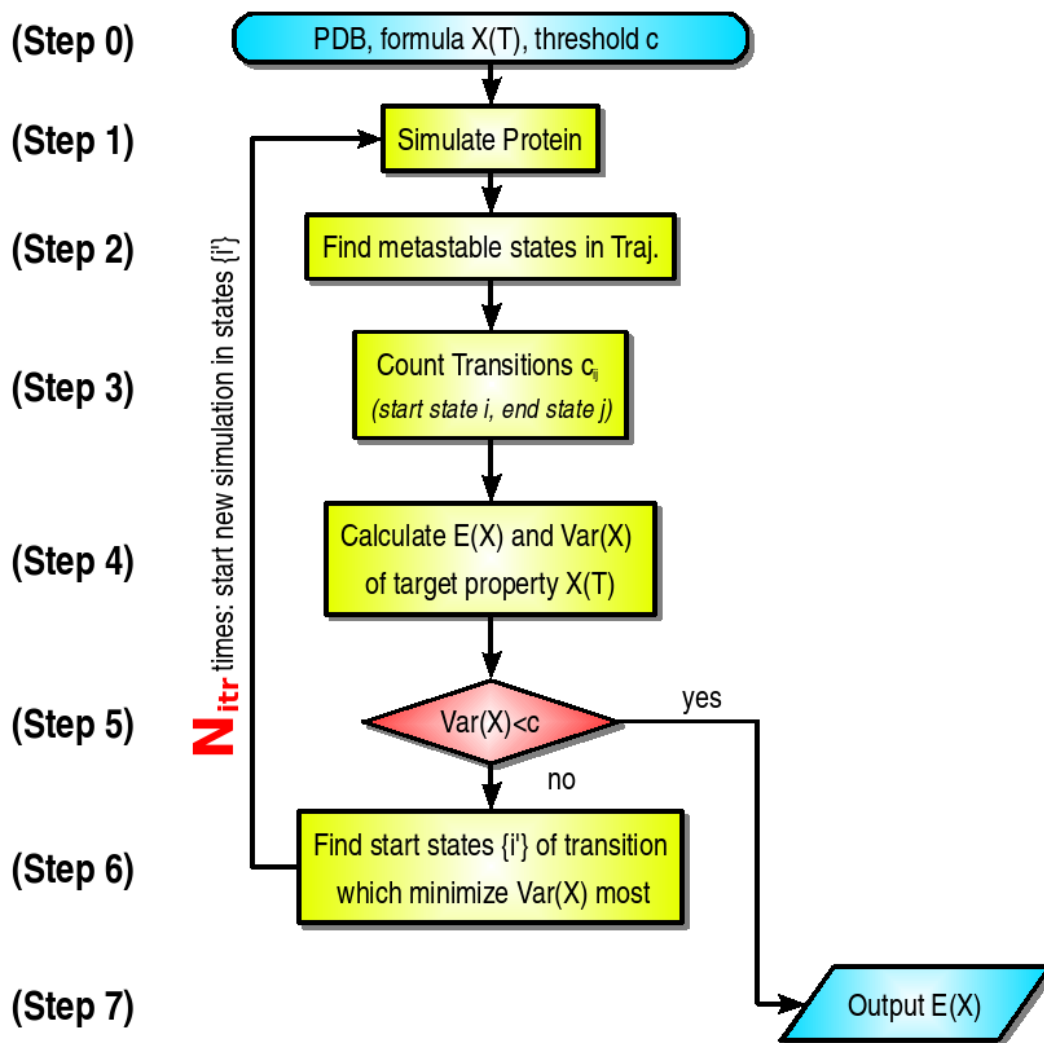 (Step 0)
PDB, formula X(T), threshold c
(Step 1)
Simulate Protein
(Step 2)
Find metastable states in Traj.
(Step 3)
Count Transitions cᵢⱼ
(start state i, end state j)
(Step 4)
Calculate E(X) and Var(X)
of target property X(T)
(Step 5)
Var(X)<c
yes
no
(Step 6)
Find start states {i'} of transition
which minimize Var(X) most
N_itr times: start new simulation in states {i'}
(Step 7)
Output E(X)